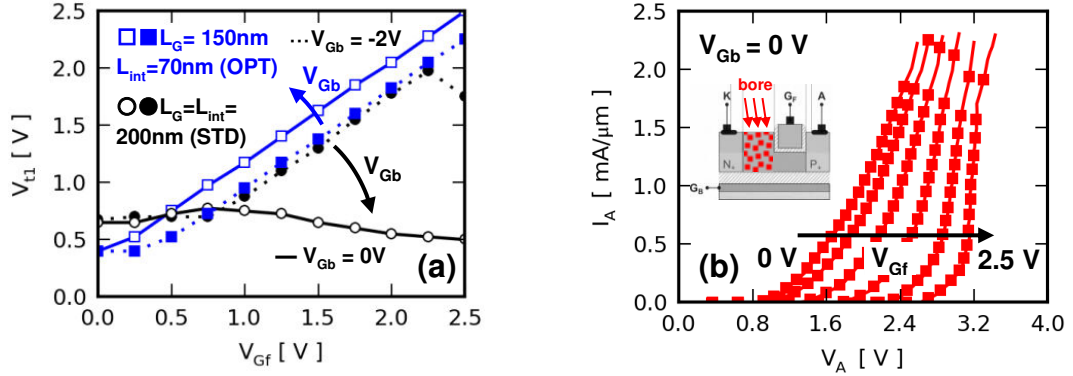 (a)
V_t1 [ V ]
2.5
2.0
1.5
1.0
0.5
0.0
L_G= 150nm
L_int=70nm (OPT)
L_G=L_int=
200nm (STD)
V_Gb = -2V
V_Gb
V_Gb
V_Gb = 0V
0.0 0.5 1.0 1.5 2.0 2.5
V_Gf [ V ]
I_A [ mA/μm ]
2.5
2.0
1.5
1.0
0.5
0.0
V_Gb = 0 V
bore
K
G_F
A
N+
P+
G_B
0 V
V_Gf
2.5 V
(b)
0.0 0.8 1.6 2.4 3.2 4.0
V_A [ V ]